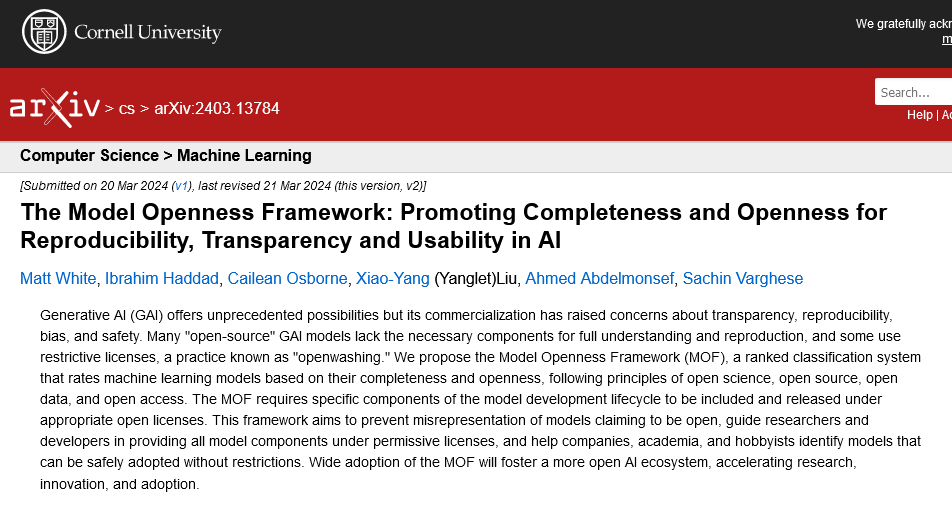 Cornell University
We gratefully
arXiv > cs > arXiv:2403.13784
Search...
Help |
Computer Science > Machine Learning
[Submitted on 20 Mar 2024 (v1), last revised 21 Mar 2024 (this version, v2)]
The Model Openness Framework: Promoting Completeness and Openness for
Reproducibility, Transparency and Usability in AI
Matt White, Ibrahim Haddad, Cailean Osborne, Xiao-Yang (Yanglet)Liu, Ahmed Abdelmonsef, Sachin Varghese
Generative AI (GAI) offers unprecedented possibilities but its commercialization has raised concerns about transparency, reproducibility,
bias, and safety. Many "open-source" GAI models lack the necessary components for full understanding and reproduction, and some use
restrictive licenses, a practice known as "openwashing." We propose the Model Openness Framework (MOF), a ranked classification system
that rates machine learning models based on their completeness and openness, following principles of open science, open source, open
data, and open access. The MOF requires specific components of the model development lifecycle to be included and released under
appropriate open licenses. This framework aims to prevent misrepresentation of models claiming to be open, guide researchers and
developers in providing all model components under permissive licenses, and help companies, academia, and hobbyists identify models that
can be safely adopted without restrictions. Wide adoption of the MOF will foster a more open AI ecosystem, accelerating research,
innovation, and adoption.